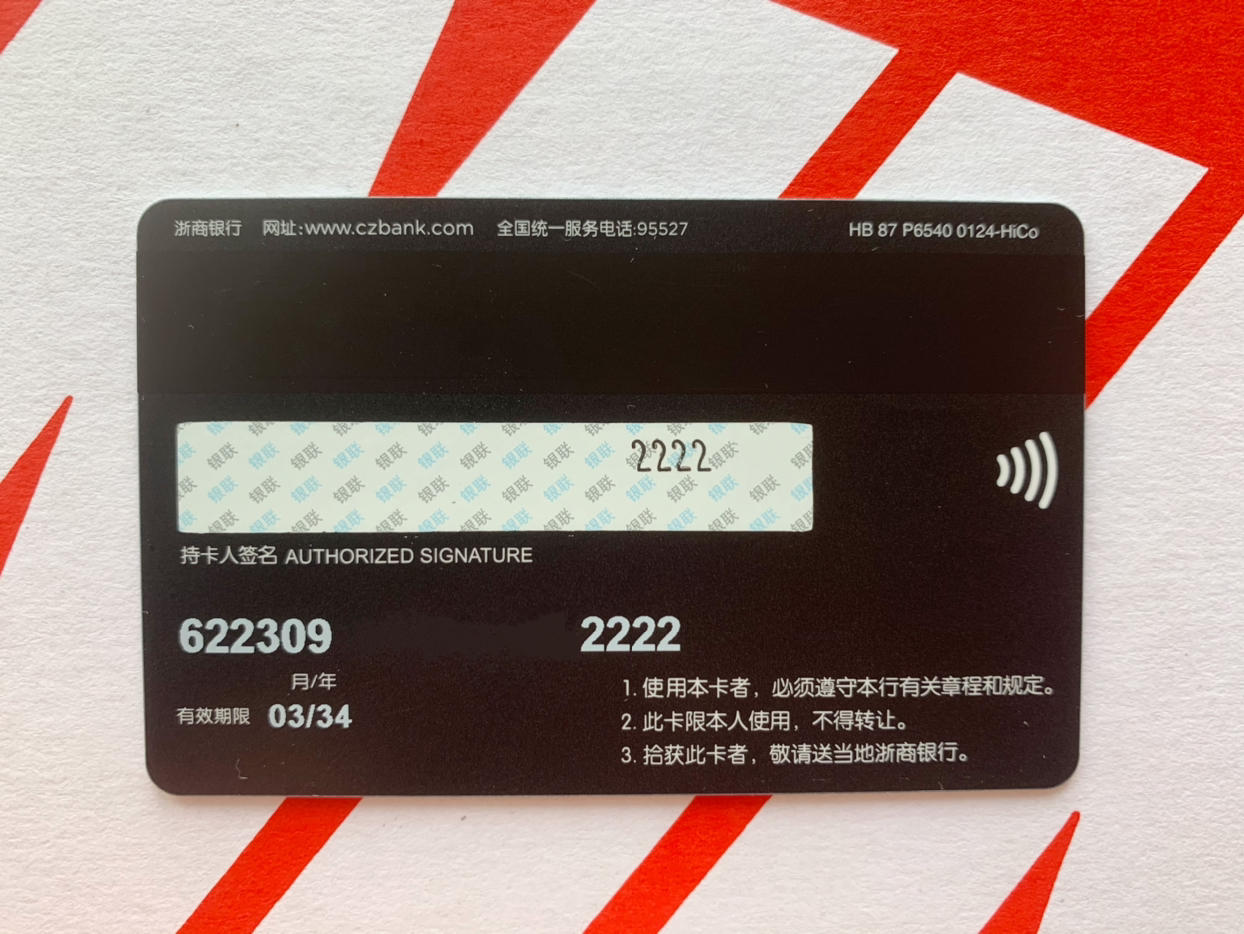 浙商银行 网址:www.czbank.com 全国统一服务电话:95527 HB 87 P6540 0124-HiCo
2222
持卡人签名 AUTHORIZED SIGNATURE
622309 2222
月/年
有效期限 03/34
1. 使用本卡者，必须遵守本行有关章程和规定。
2. 此卡限本人使用，不得转让。
3. 拾获此卡者，敬请送当地浙商银行。